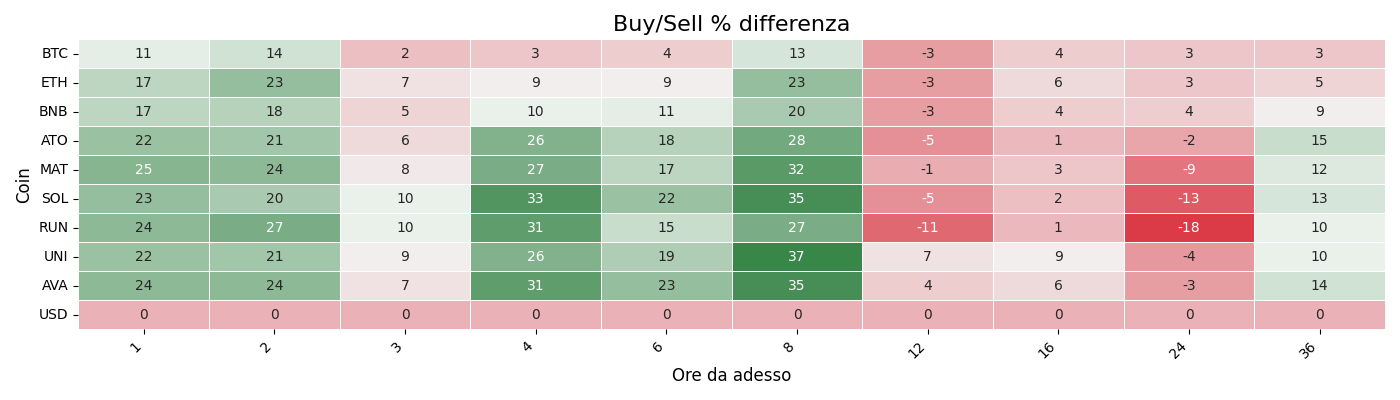 Buy/Sell % differenza
Coin
BTC 11 14 2 3 4 13 -3 4 3 3
ETH 17 23 7 9 9 23 -3 6 3 5
BNB 17 18 5 10 11 20 -3 4 4 9
ATO 22 21 6 26 18 28 -5 1 -2 15
MAT 25 24 8 27 17 32 -1 3 -9 12
SOL 23 20 10 33 22 35 -5 2 -13 13
RUN 24 27 10 31 15 27 -11 1 -18 10
UNI 22 21 9 26 19 37 7 9 -4 10
AVA 24 24 7 31 23 35 4 6 -3 14
USD 0 0 0 0 0 0 0 0 0 0
1 2 3 4 6 8 12 16 24 36
Ore da adesso